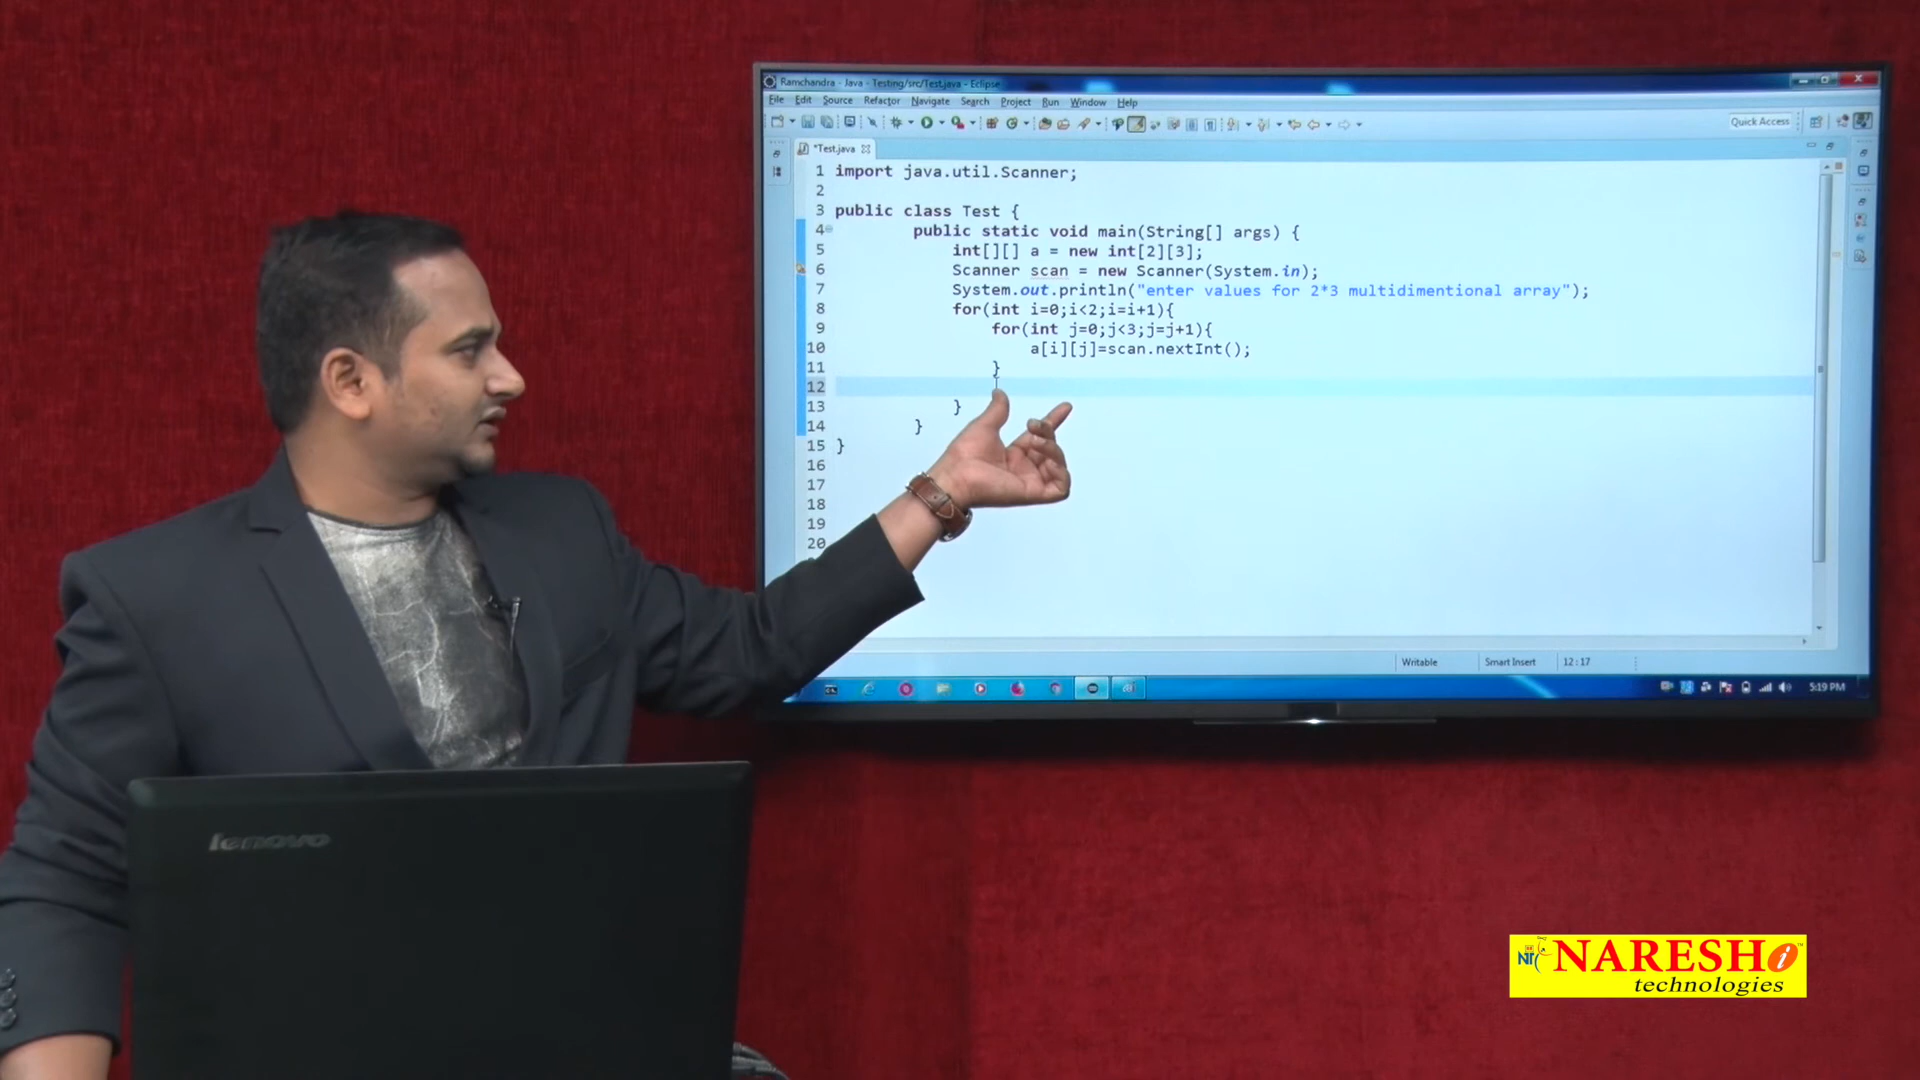 Ramchandra - Java - Testing/src/Test.java - Eclipse
File Edit Source Refactor Navigate Search Project Run Window Help
Quick Access
*Test.java
1 import java.util.Scanner;
2
3 public class Test {
4 public static void main(String[] args) {
5 int[][] a = new int[2][3];
6 Scanner scan = new Scanner(System.in);
7 System.out.println("enter values for 2*3 multidimentional array");
8 for(int i=0;i<2;i=i+1){
9 for(int j=0;j<3;j=j+1){
10 a[i][j]=scan.nextInt();
11 }
12
13 }
14 }
15 }
16
17
18
19
20
Writable Smart Insert 12:17
5:19 PM
lenovo
NARESH i
technologies